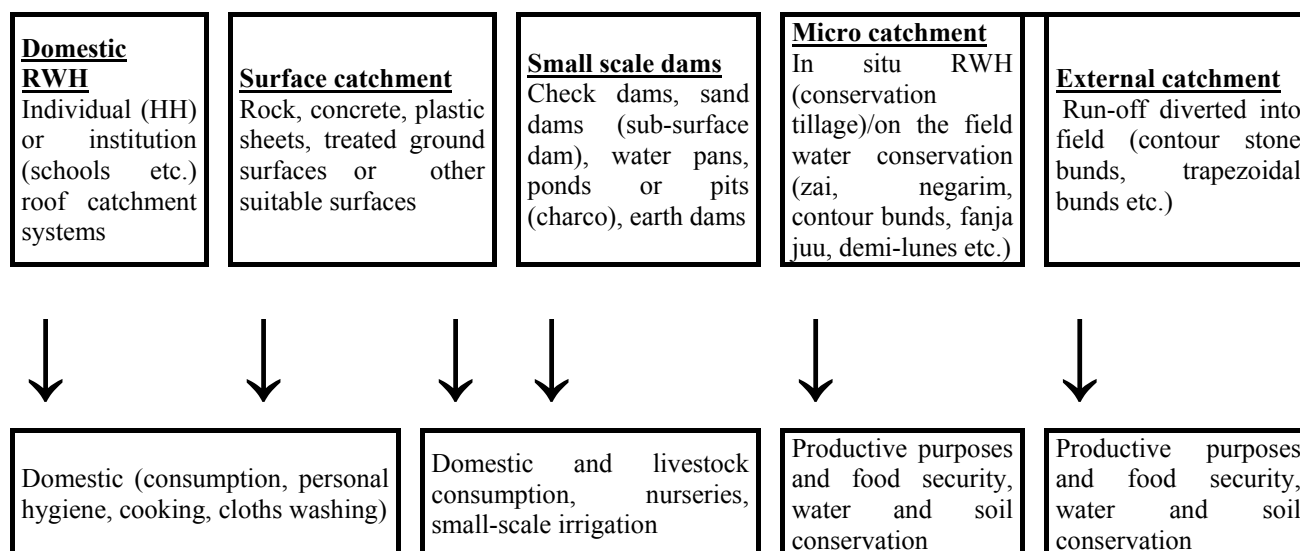 Domestic
RWH
Individual (HH)
or institution
(schools etc.)
roof catchment
systems
Surface catchment
Rock, concrete, plastic
sheets, treated ground
surfaces or other
suitable surfaces
Small scale dams
Check dams, sand
dams (sub-surface
dam), water pans,
ponds or pits
(charco), earth dams
Micro catchment
In situ RWH
(conservation
tillage)/on the field
water conservation
(zai, negarim,
contour bunds, fanja
juu, demi-lunes etc.)
External catchment
Run-off diverted into
field (contour stone
bunds, trapezoidal
bunds etc.)
Domestic (consumption, personal
hygiene, cooking, cloths washing)
Domestic and livestock
consumption, nurseries,
small-scale irrigation
Productive purposes
and food security,
water and soil
conservation
Productive purposes
and food security,
water and soil
conservation